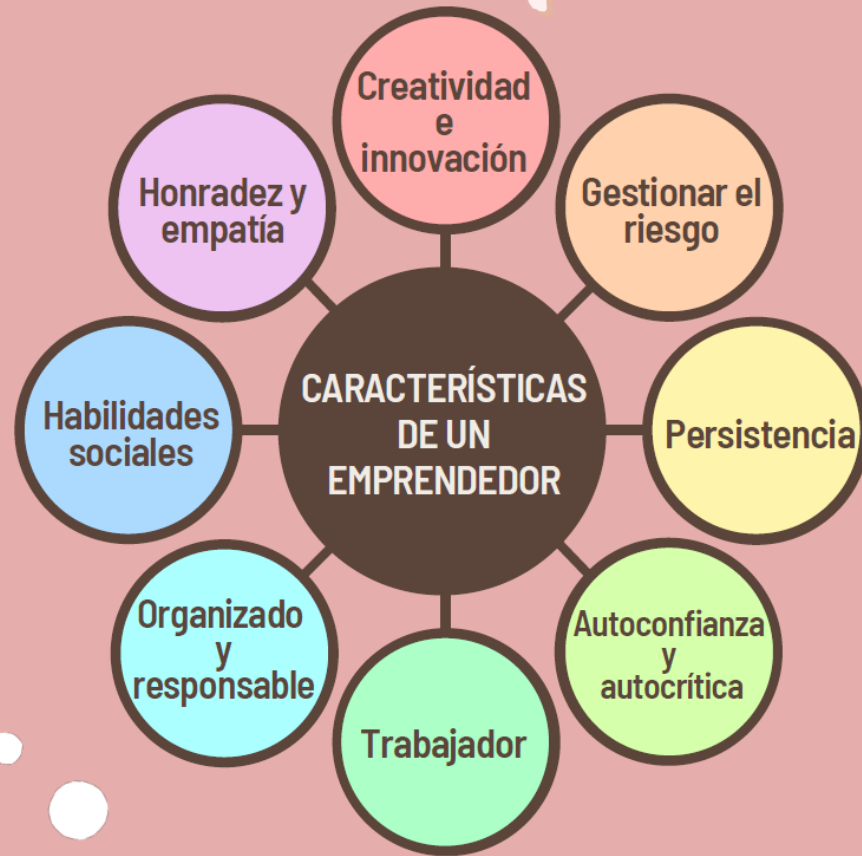 CARACTERÍSTICAS
DE UN
EMPRENDEDOR
Creatividad
e
innovación
Gestionar el
riesgo
Persistencia
Autoconfianza
y
autocrítica
Trabajador
Organizado
y
responsable
Habilidades
sociales
Honradez y
empatía